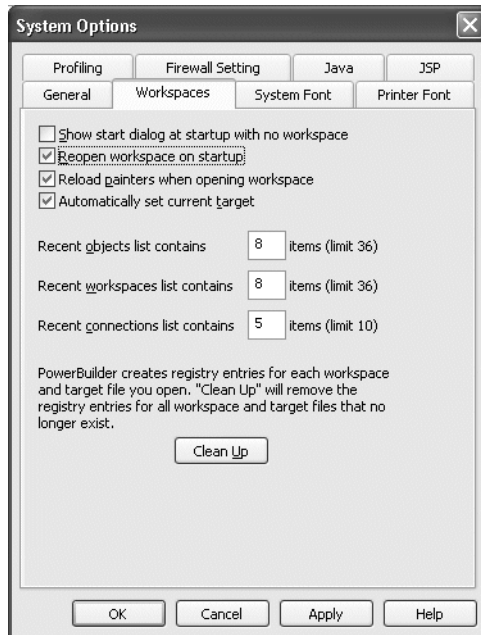 System Options
Profiling Firewall Setting Java JSP
General Workspaces System Font Printer Font
Show start dialog at startup with no workspace
Reopen workspace on startup
Reload painters when opening workspace
Automatically set current target
Recent objects list contains 8 items (limit 36)
Recent workspaces list contains 8 items (limit 36)
Recent connections list contains 5 items (limit 10)
PowerBuilder creates registry entries for each workspace
and target file you open. "Clean Up" will remove the
registry entries for all workspace and target files that no
longer exist.
Clean Up
OK Cancel Apply Help